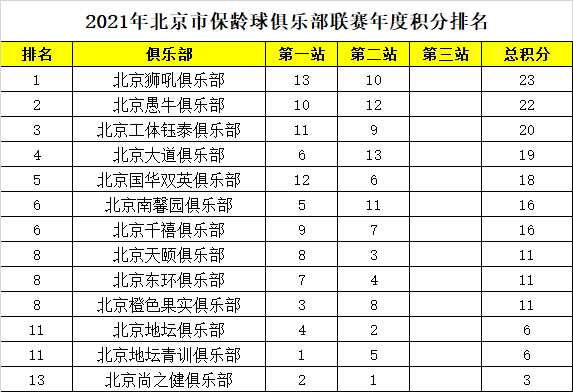 2021年北京市保龄球俱乐部联赛年度积分排名
排名 俱乐部 第一站 第二站 第三站 总积分
1 北京狮吼俱乐部 13 10 23
2 北京愚牛俱乐部 10 12 22
3 北京工体钰泰俱乐部 11 9 20
4 北京大道俱乐部 6 13 19
5 北京国华双英俱乐部 12 6 18
6 北京南馨园俱乐部 5 11 16
6 北京千禧俱乐部 9 7 16
8 北京天颐俱乐部 8 3 11
8 北京东环俱乐部 7 4 11
8 北京橙色果实俱乐部 3 8 11
11 北京地坛俱乐部 4 2 6
11 北京地坛青训俱乐部 1 5 6
13 北京尚之健俱乐部 2 1 3